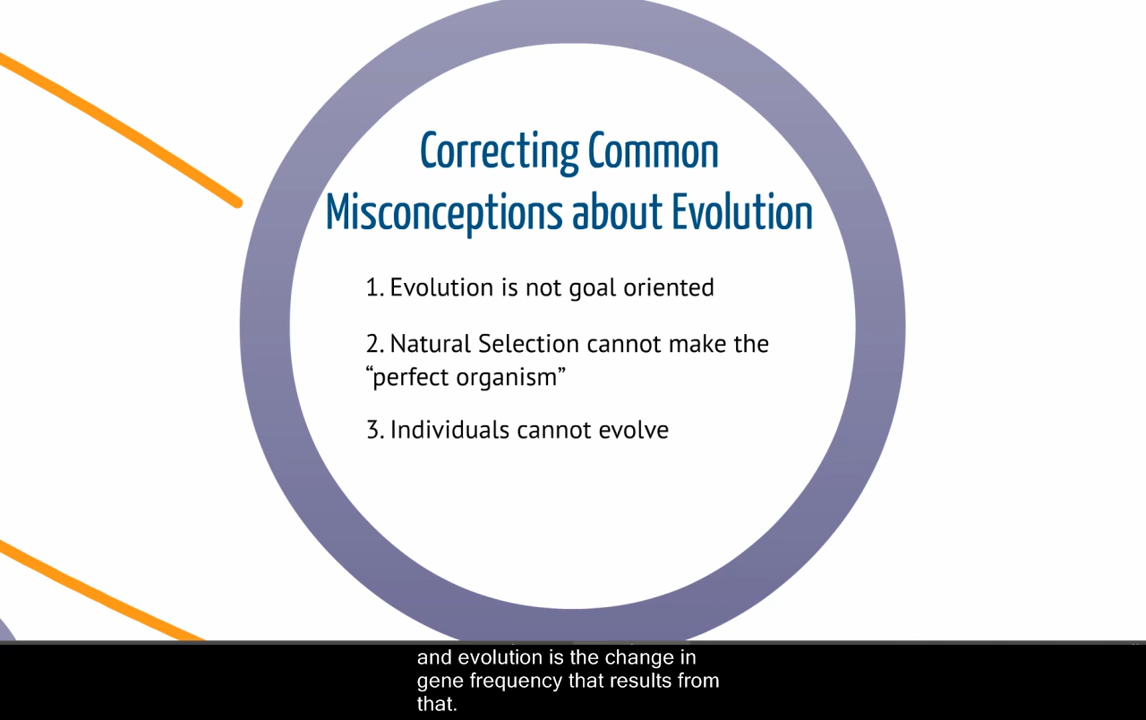 Correcting Common
Misconceptions about Evolution
1. Evolution is not goal oriented
2. Natural Selection cannot make the
“perfect organism”
3. Individuals cannot evolve
and evolution is the change in
gene frequency that results from
that.